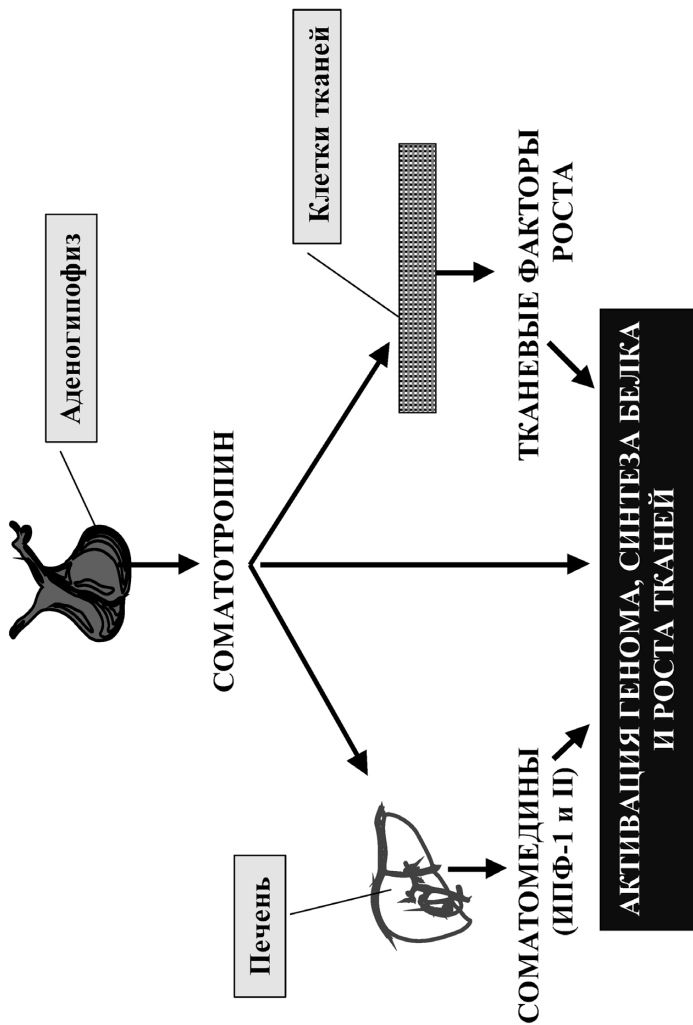 Аденогипофиз
СОМАТОТРОПИН
Печень
Клетки тканей
СОМАТОМЕДИНЫ
(ИПФ-1 и II)
ТКАНЕВЫЕ ФАКТОРЫ
РОСТА
АКТИВАЦИЯ ГЕНОМА, СИНТЕЗА БЕЛКА
И РОСТА ТКАНЕЙ